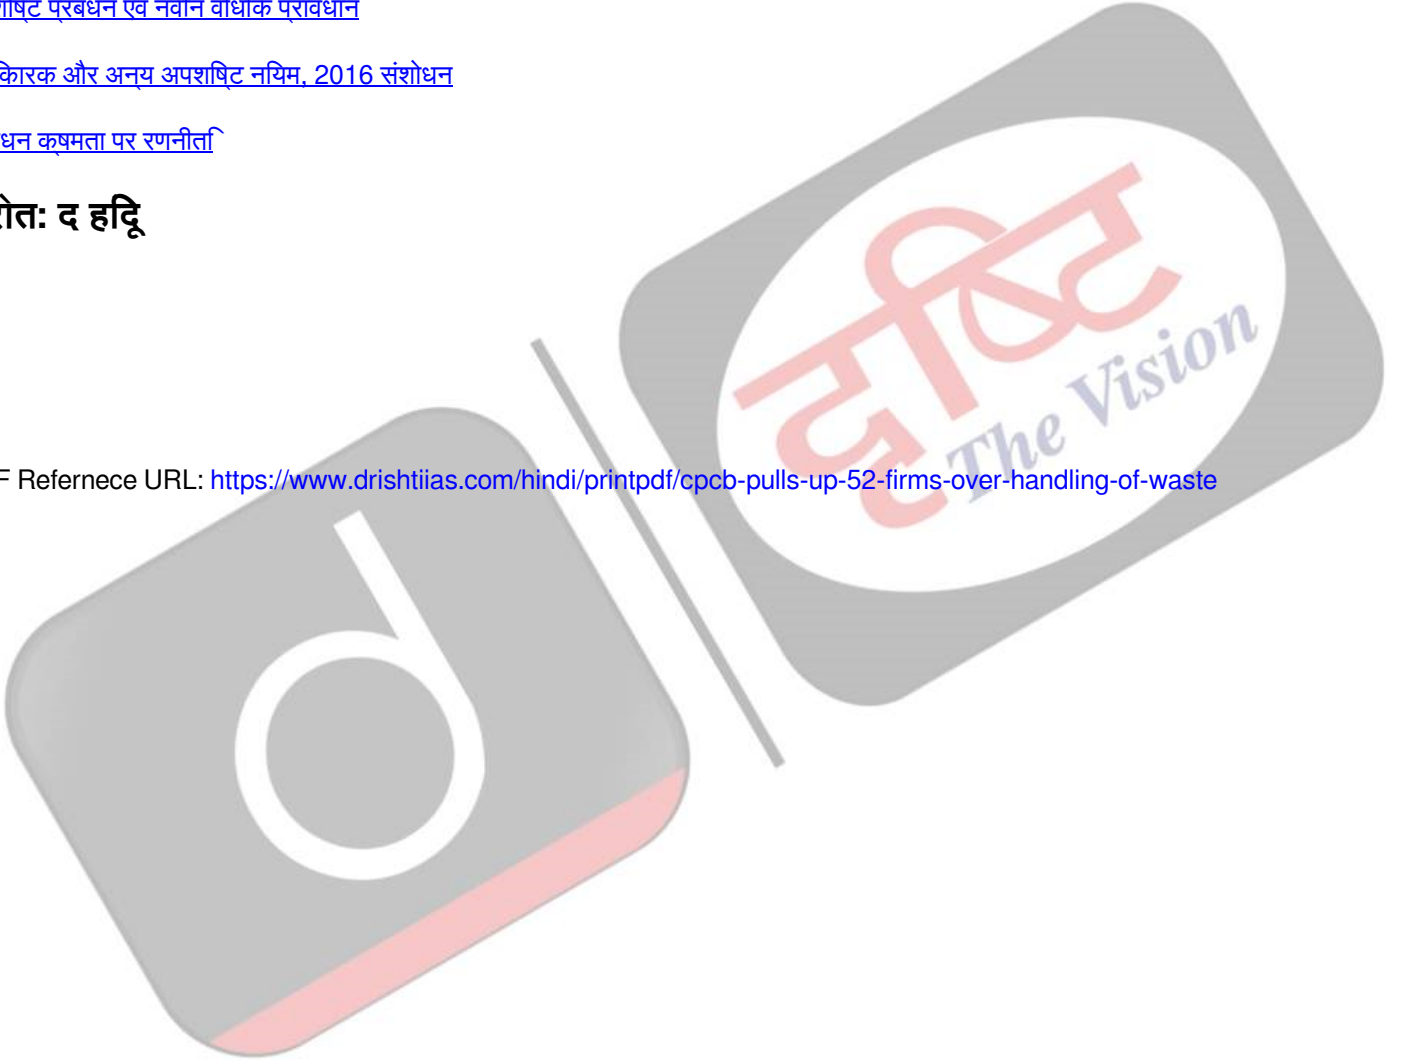 शिष्ट प्रबंधन एवं नवीन वैधिक प्रावधान
कारक और अन्य अपशिष्ट नियम, 2016 संशोधन
धन क्षमता पर रणनीति
रोत: द हिंदू
दृष्टि
The Vision
F Refernece URL: https://www.drishtiias.com/hindi/printpdf/cpcb-pulls-up-52-firms-over-handling-of-waste
d